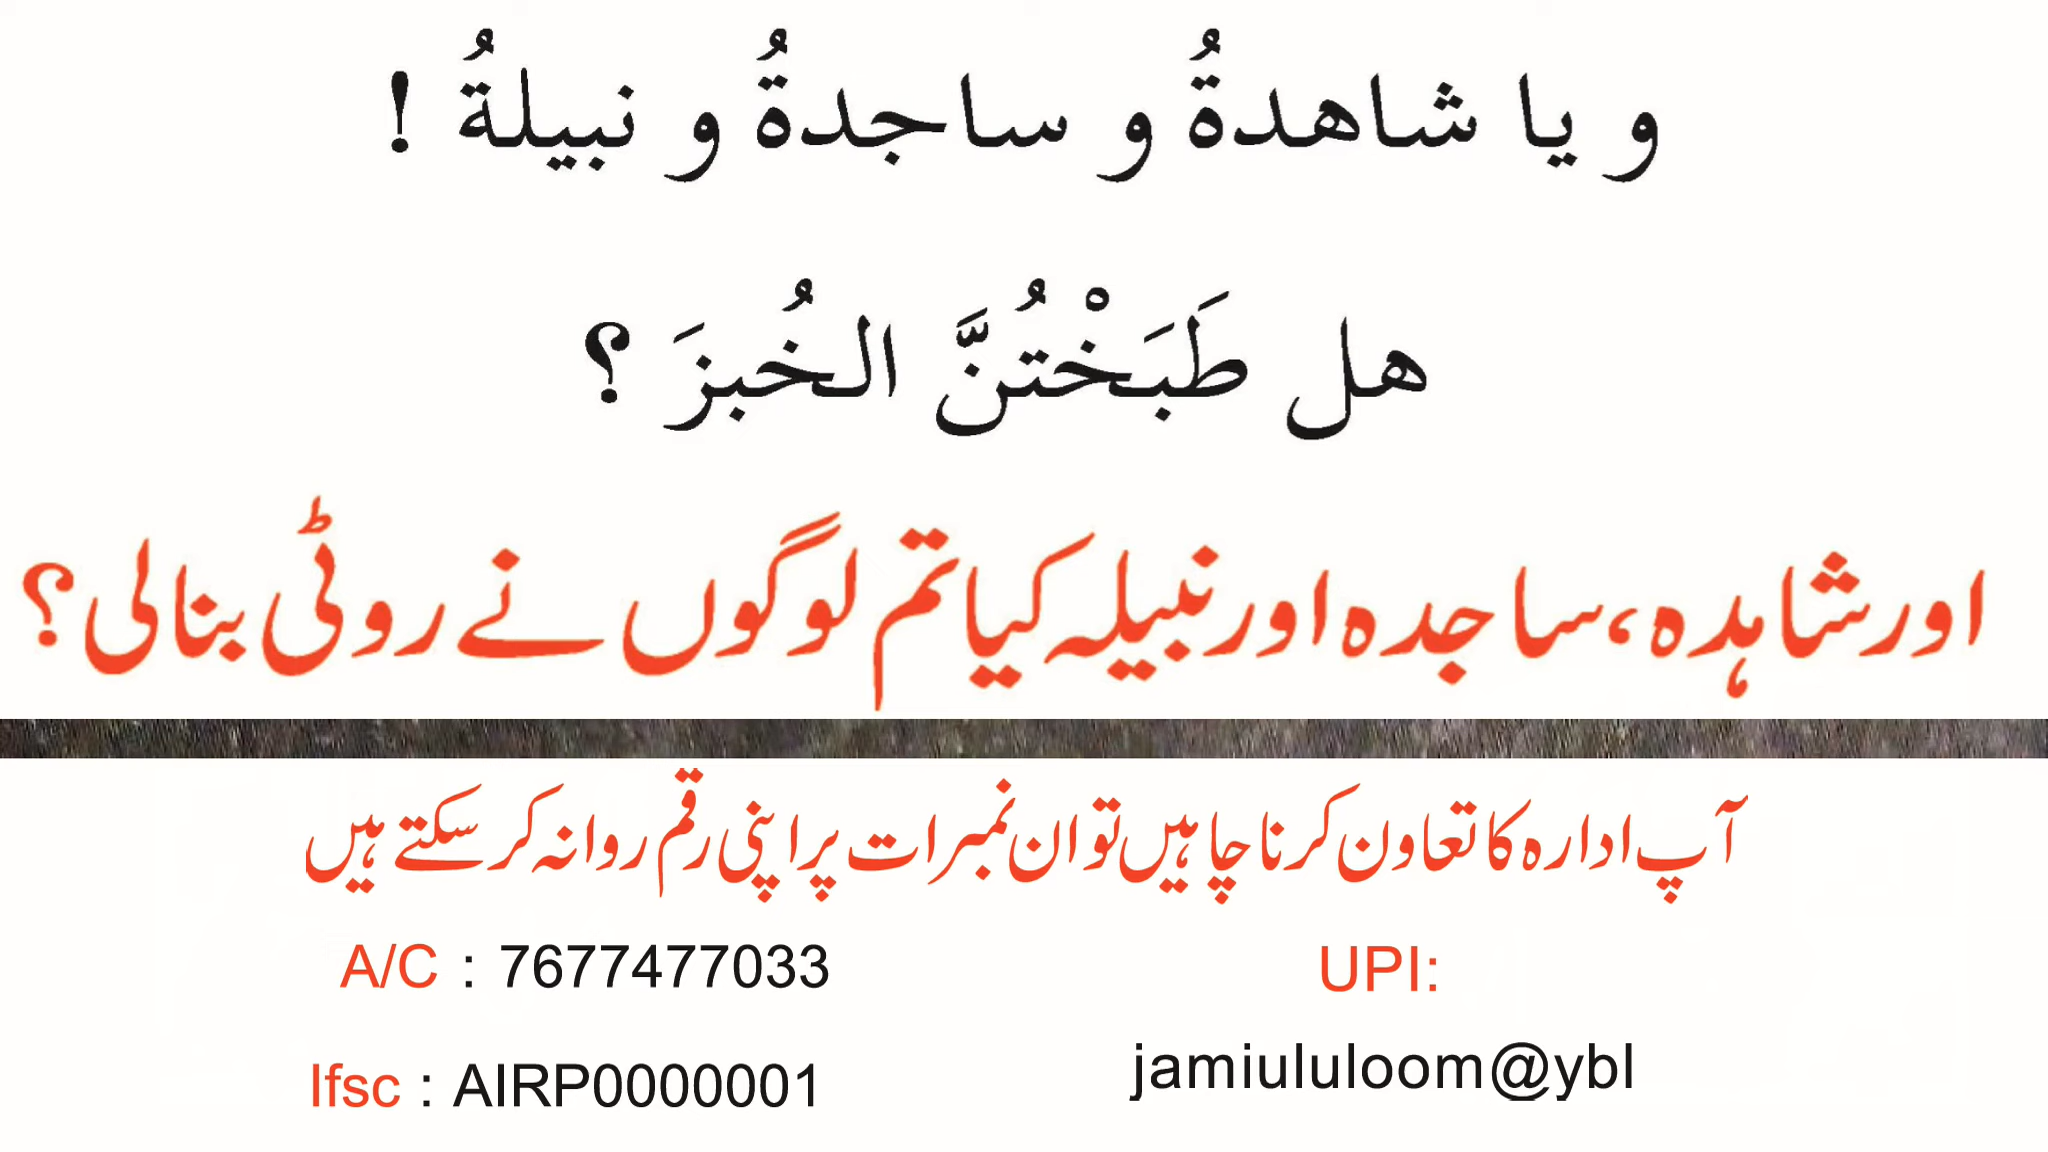 و يا شاهدةُ و ساجدةُ و نبيلةُ !
هل طَبَخْتُنَّ الخُبزَ ؟
اور شاہدہ، ساجدہ اور نبیلہ کیا تم لوگوں نے روٹی بنالی؟
آپ ادارہ کا تعاون کرنا چاہیں تو ان نمبرات پر اپنی رقم روانہ کر سکتے ہیں
A/C : 7677477033
Ifsc : AIRP0000001
UPI:
jamiululoom@ybl